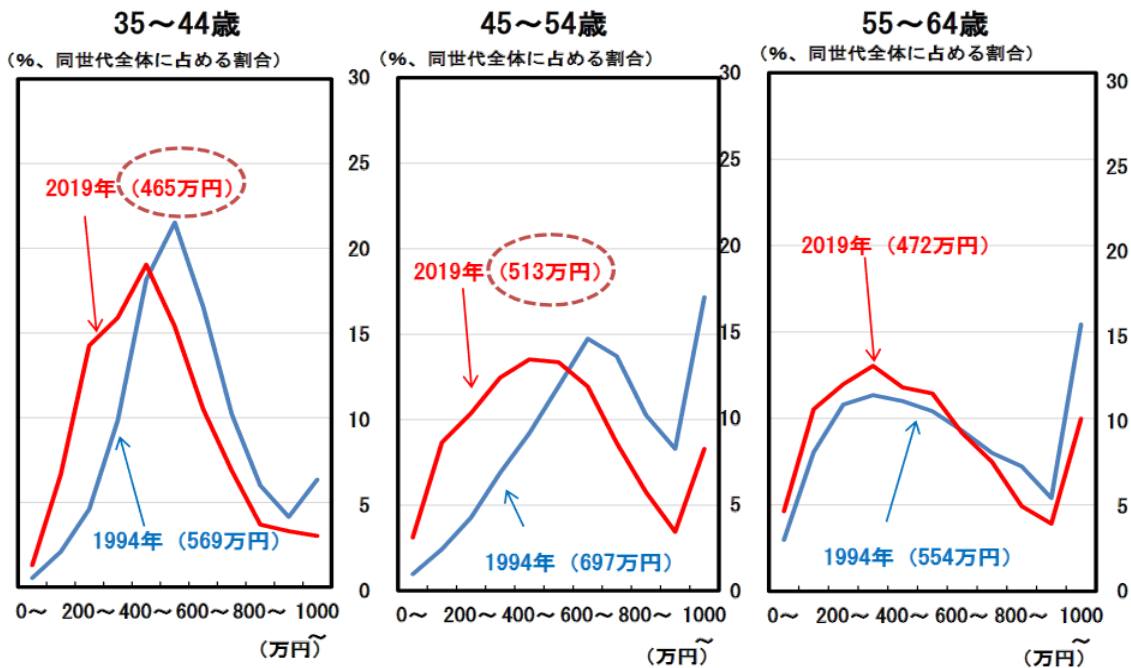 35～44歳
（%、同世代全体に占める割合）
30
25
20
15
10
5
0
2019年（465万円）
1994年（569万円）
0～ 200～ 400～ 600～ 800～ 1000～
（万円）
45～54歳
（%、同世代全体に占める割合）
30
25
20
15
10
5
0
2019年（513万円）
1994年（697万円）
0～ 200～ 400～ 600～ 800～ 1000～
（万円）
55～64歳
（%、同世代全体に占める割合）
30
25
20
15
10
5
0
2019年（472万円）
1994年（554万円）
0～ 200～ 400～ 600～ 800～ 1000～
（万円）